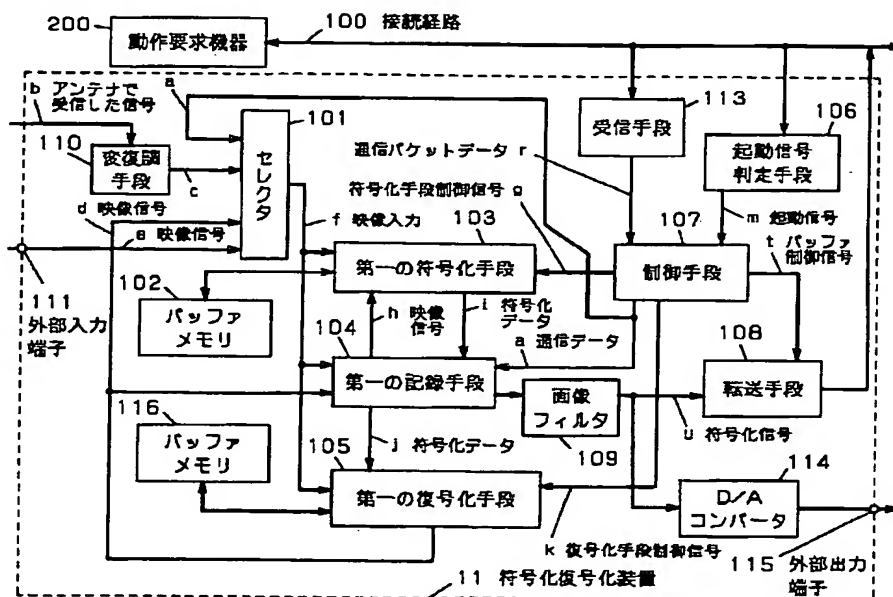 200
動作要求機器
100 接続経路
b アンテナで
受信した信号
a
101
セレクタ
113
受信手段
106
起動信号
判定手段
110
変復調
手段
c
通信パケットデータ r
符号化手段制御信号 g
d 映像信号
e 映像信号
f 映像入力
103
第一の符号化手段
107
制御手段
m 起動信号
t バッファ
制御信号
111
外部入力
端子
102
バッファ
メモリ
h 映像
信号
i 符号化
データ
a 通信データ
104
第一の記録手段
画像
フィルタ
109
108
転送手段
u 符号化信号
116
バッファ
メモリ
j 符号化データ
105
第一の復号化手段
114
D/A
コンバータ
k 復号化手段制御信号
115 外部出力
端子
11 符号化復号化装置